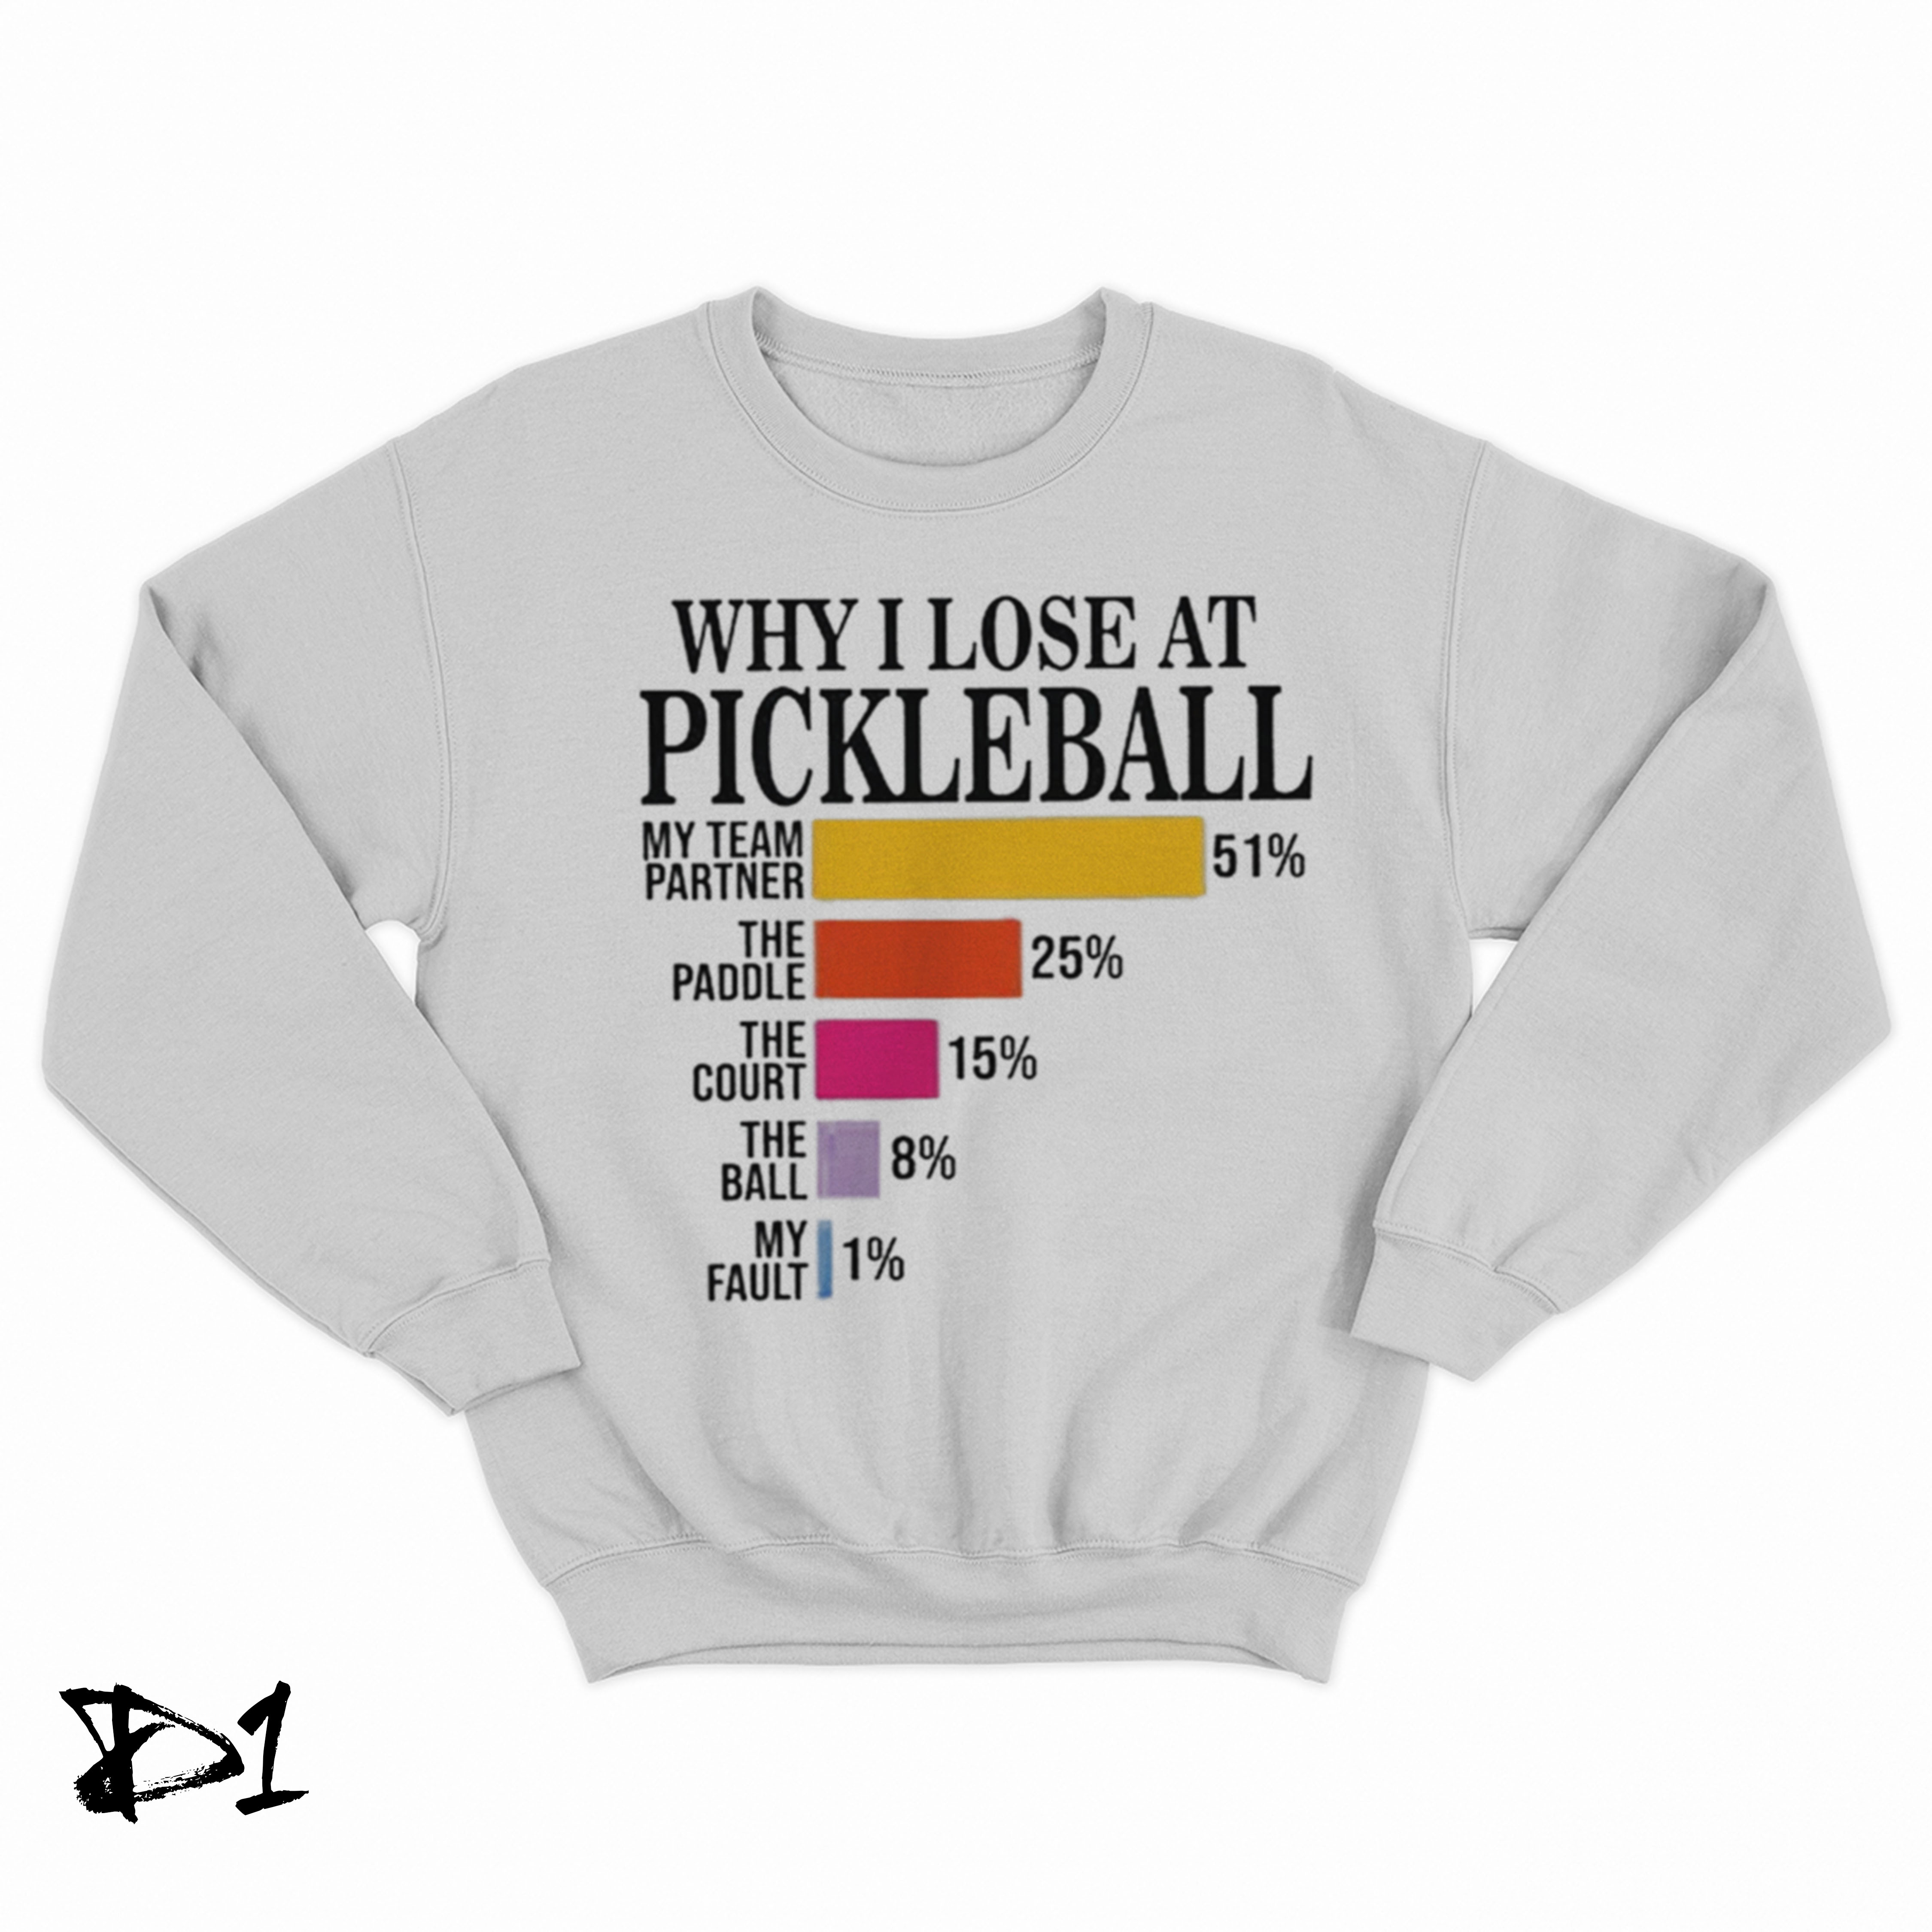 WHY I LOSE AT
PICKLEBALL
MY TEAM
PARTNER
51%
THE
PADDLE
25%
THE
COURT
15%
THE
BALL
8%
MY
FAULT
1%
D1